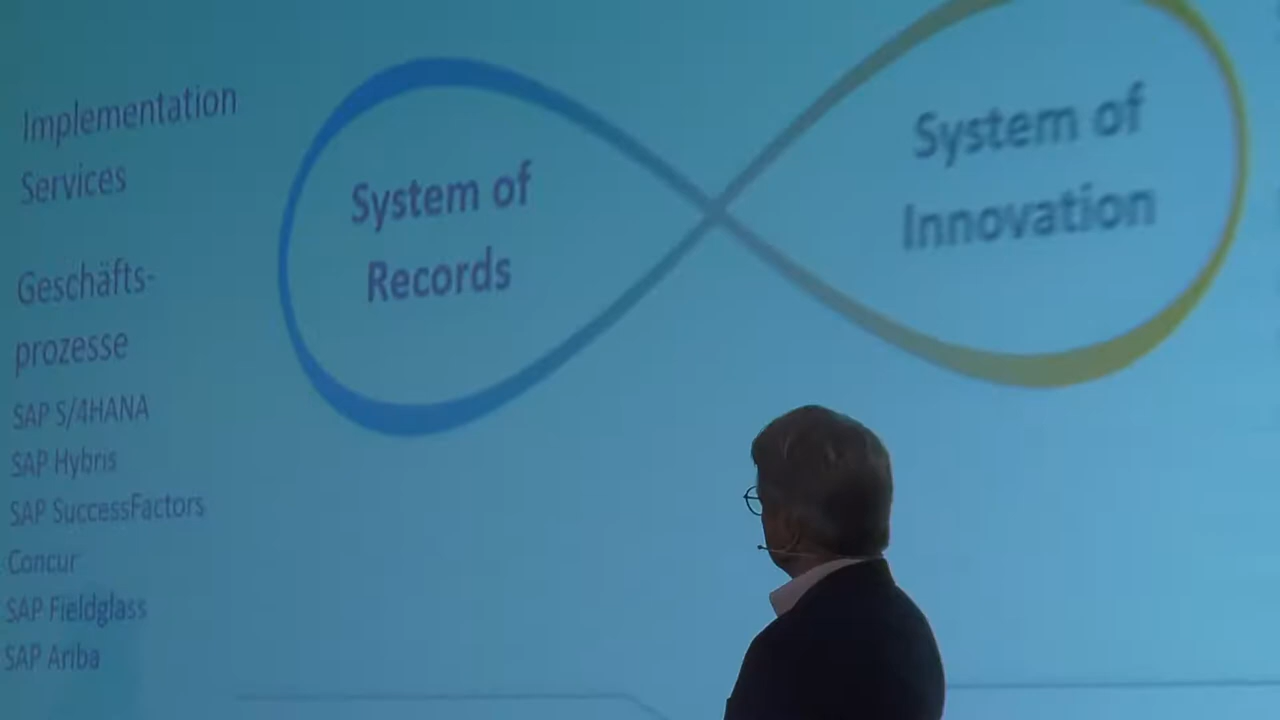 Implementation
Services
Geschäfts-
prozesse
SAP S/4HANA
SAP Hybris
SAP SuccessFactors
Concur
SAP Fieldglass
SAP Ariba
System of
Records
System of
Innovation